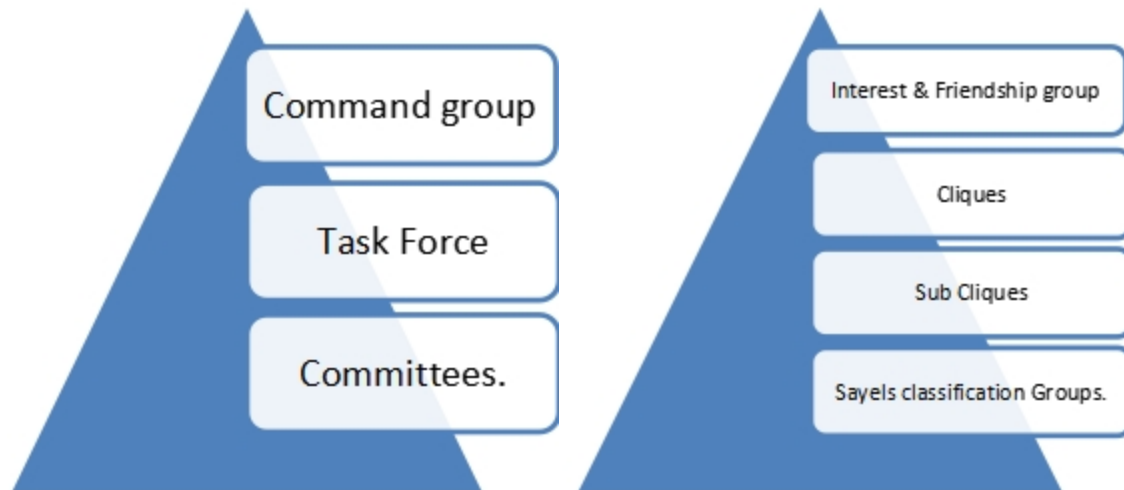 Command group
Task Force
Committees.
Interest & Friendship group
Cliques
Sub Cliques
Sayels classification Groups.